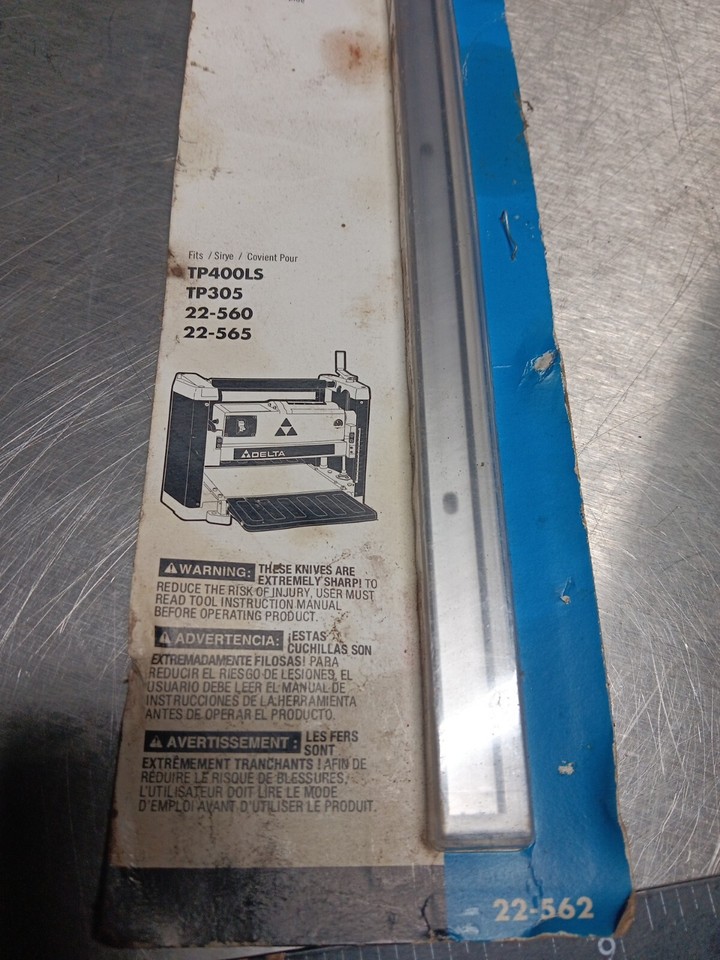 Fits / Sirve / Covient Pour
TP400LS
TP305
22-560
22-565
DELTA
WARNING: THESE KNIVES ARE
EXTREMELY SHARP! TO
REDUCE THE RISK OF INJURY, USER MUST
READ TOOL INSTRUCTION MANUAL
BEFORE OPERATING PRODUCT.
ADVERTENCIA: ¡ESTAS
CUCHILLAS SON
EXTREMADAMENTE FILOSAS! PARA
REDUCIR EL RIESGO DE LESIONES, EL
USUARIO DEBE LEER EL MANUAL DE
INSTRUCCIONES DE LA HERRAMIENTA
ANTES DE OPERAR EL PRODUCTO.
AVERTISSEMENT : LES FERS
SONT
EXTRÊMEMENT TRANCHANTS ! AFIN DE
RÉDUIRE LE RISQUE DE BLESSURES,
L'UTILISATEUR DOIT LIRE LE MODE
D'EMPLOI AVANT D'UTILISER LE PRODUIT.
22-562
9